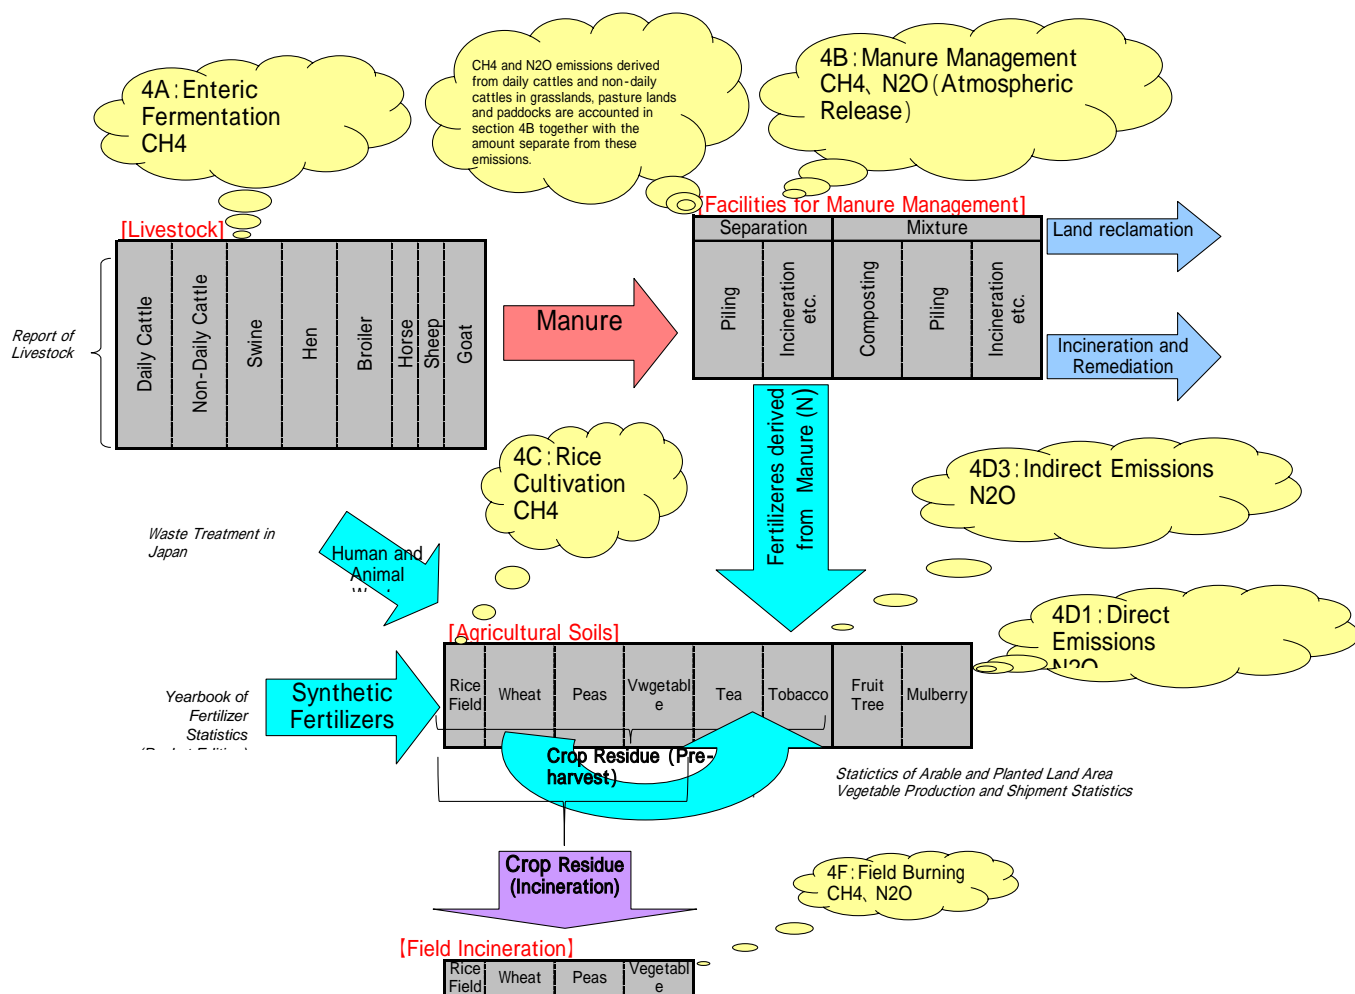 4A：Enteric
Fermentation
CH4
CH4 and N2O emissions derived
from daily cattles and non-daily
cattles in grasslands, pasture lands
and paddocks are accounted in
section 4B together with the
amount separate from these
emissions.
4B：Manure Management
CH4、N2O（Atmospheric
Release）
[Livestock]
Daily Cattle
Non-Daily Cattle
Swine
Hen
Broiler
Horse
Sheep
Goat
Report of
Livestock
Manure
[Facilities for Manure Management]
Separation
Mixture
Piling
Incineration
etc.
Composting
Piling
Incineration
etc.
Land reclamation
Incineration and
Remediation
Fertilizeres derived
from Manure (N)
4C：Rice
Cultivation
CH4
4D3：Indirect Emissions
N2O
Waste Treatment in
Japan
Human and
Animal
4D1：Direct
Emissions
N2O
[Agricultural Soils]
Rice
Field
Wheat
Peas
Vwgetabl
e
Tea
Tobacco
Fruit
Tree
Mulberry
Yearbook of
Fertilizer
Statistics
Synthetic
Fertilizers
Crop Residue (Pre-
harvest)
Statictics of Arable and Planted Land Area
Vegetable Production and Shipment Statistics
Crop Residue
(Incineration)
4F：Field Burning
CH4、N2O
【Field Incineration】
Rice
Field
Wheat
Peas
Vegetabl
e